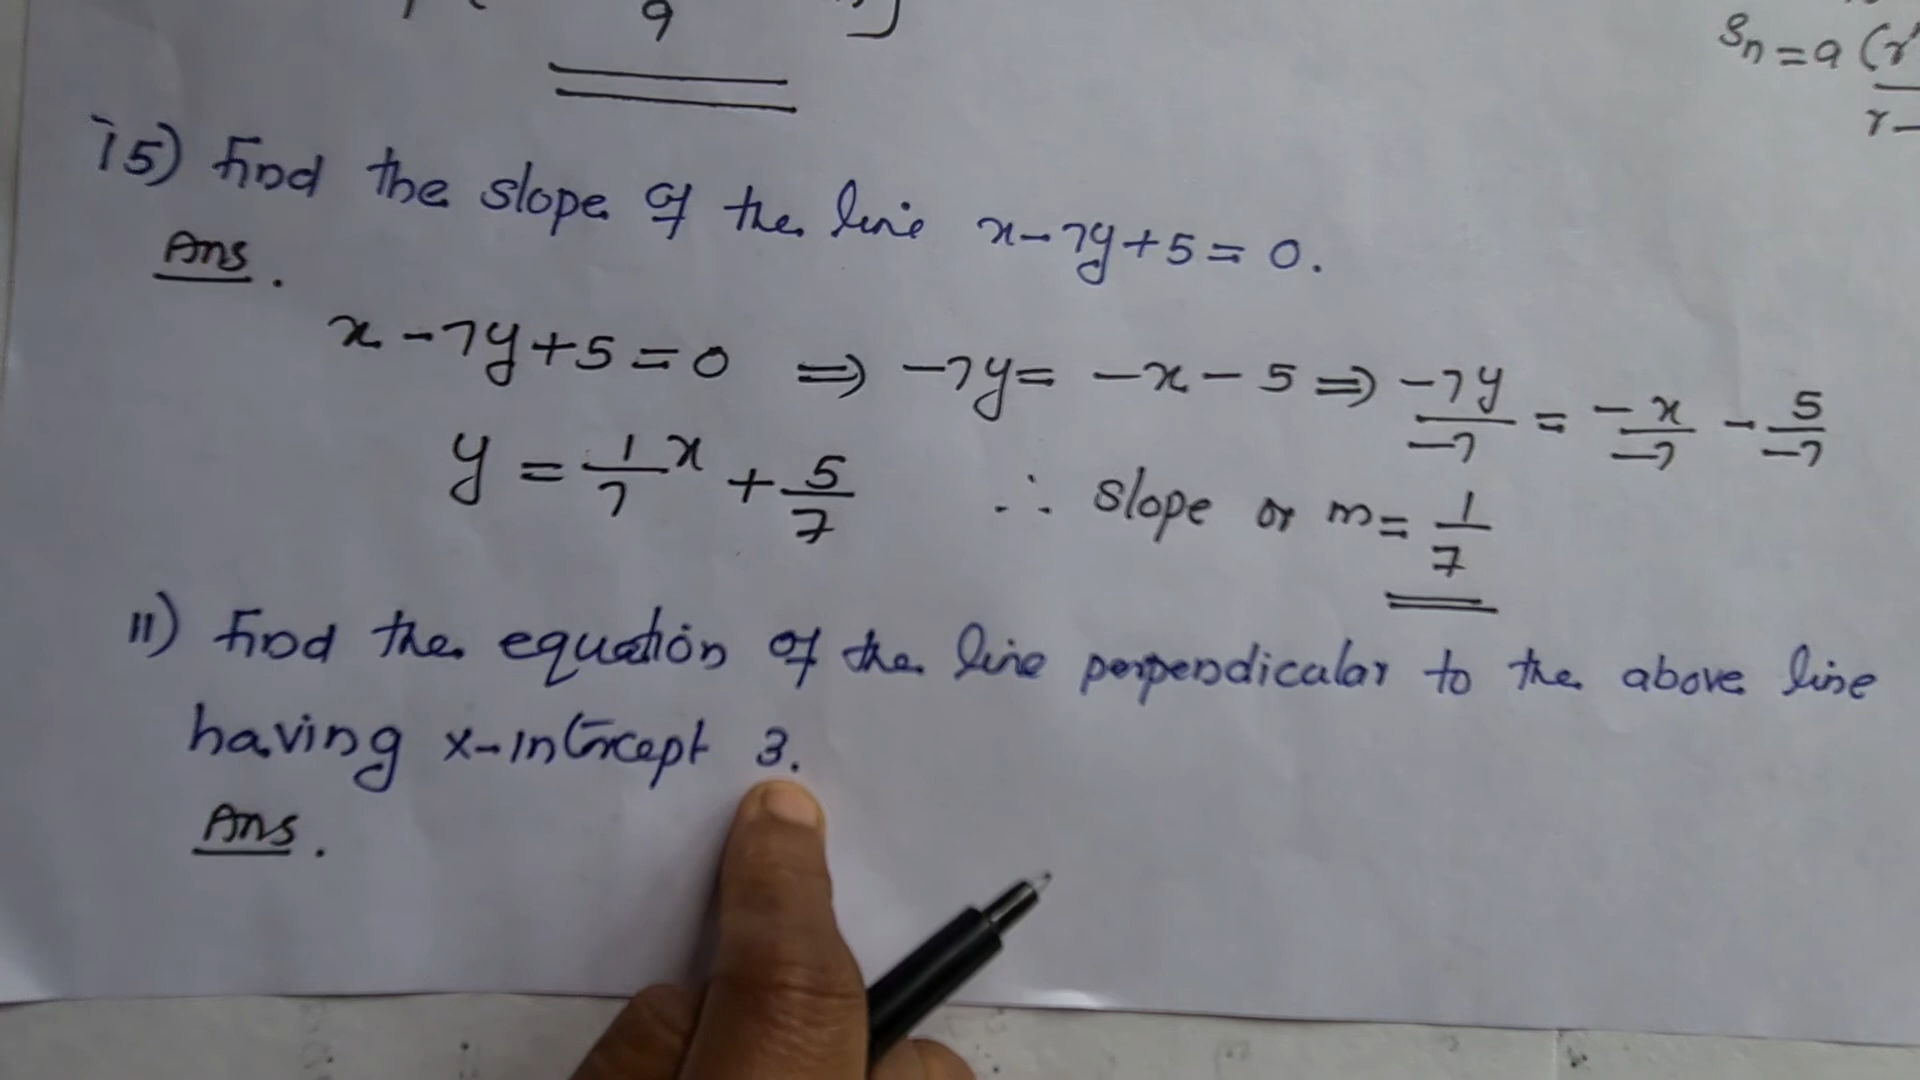 9
Sn = a (r
r -
15) Find the slope of the line x - 7y + 5 = 0.
Ans.
x - 7y + 5 = 0 ⇒ -7y = -x - 5 ⇒ -7y/-7 = -x/-7 - 5/-7
y = 1/7 x + 5/7 ∴ slope or m = 1/7
11) Find the equation of the line perpendicular to the above line
having x-intercept 3.
Ans.